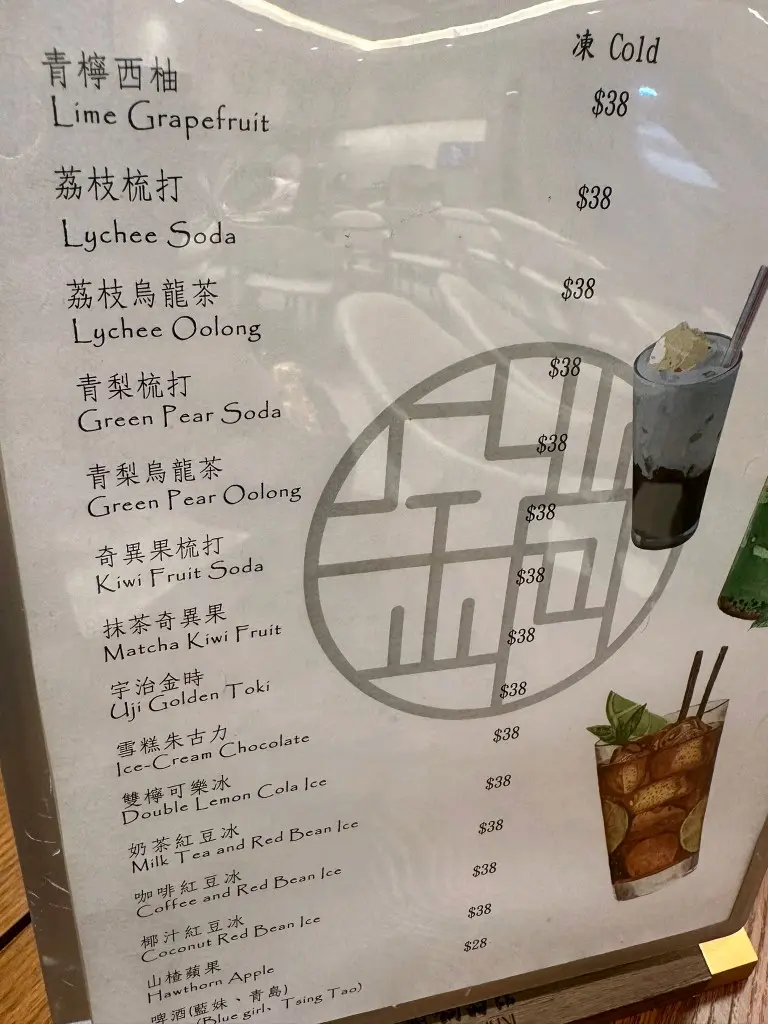 凍 Cold
青檸西柚 $38
Lime Grapefruit
荔枝梳打 $38
Lychee Soda
荔枝烏龍茶 $38
Lychee Oolong
青梨梳打 $38
Green Pear Soda
青梨烏龍茶 $38
Green Pear Oolong
奇異果梳打 $38
Kiwi Fruit Soda
抹茶奇異果 $38
Matcha Kiwi Fruit
宇治金時 $38
Uji Golden Toki
雪糕朱古力 $38
Ice-Cream Chocolate
雙檸可樂冰 $38
Double Lemon Cola Ice
奶茶紅豆冰 $38
Milk Tea and Red Bean Ice
咖啡紅豆冰 $38
Coffee and Red Bean Ice
椰汁紅豆冰 $38
Coconut Red Bean Ice
山楂蘋果 $38
Hawthorn Apple
啤酒(藍妹、青島) $28
(Blue girl、Tsing Tao)